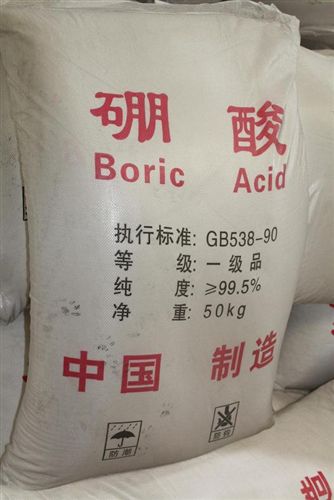 硼 酸
Boric Acid
执行标准: GB538-90
等 级: 一级品
纯 度: ≥99.5%
净 重: 50kg
中国 制造
防潮